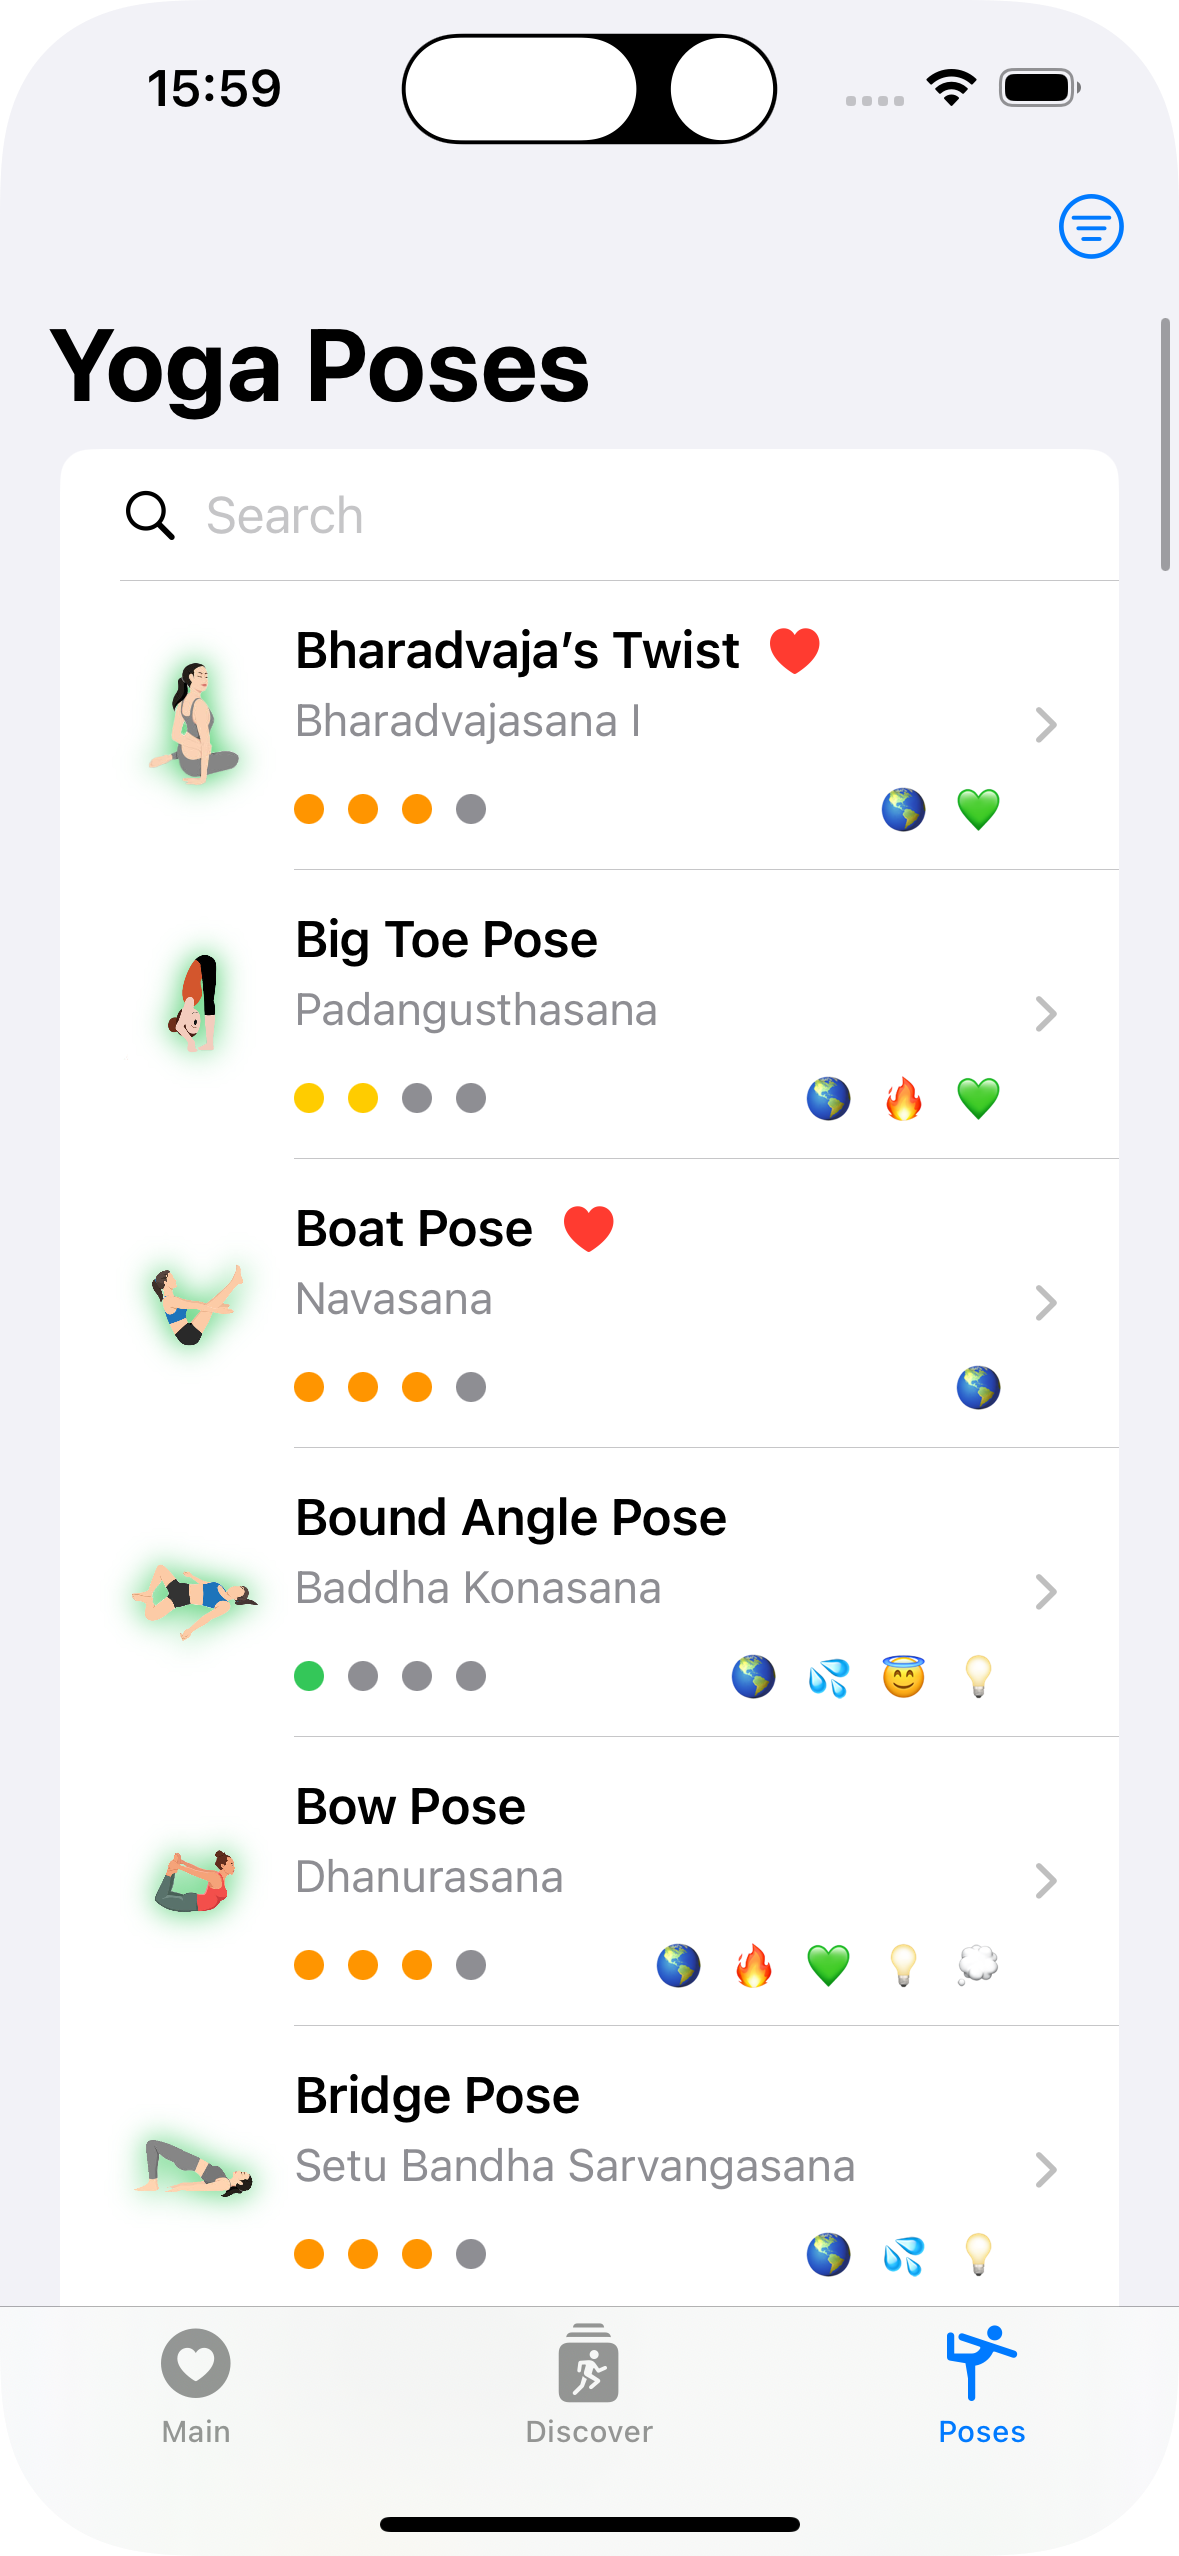 15:59
Yoga Poses
Search
Bharadvaja’s Twist
Bharadvajasana I
Big Toe Pose
Padangusthasana
Boat Pose
Navasana
Bound Angle Pose
Baddha Konasana
Bow Pose
Dhanurasana
Bridge Pose
Setu Bandha Sarvangasana
Main
Discover
Poses